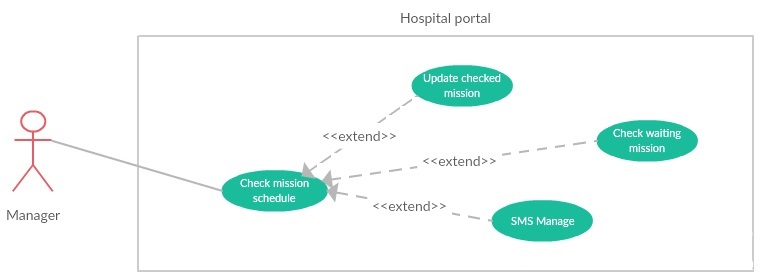 Hospital portal
Update checked
mission
<<extend>>
Check waiting
mission
<<extend>>
Check mission
schedule
<<extend>>
Manager
SMS Manage